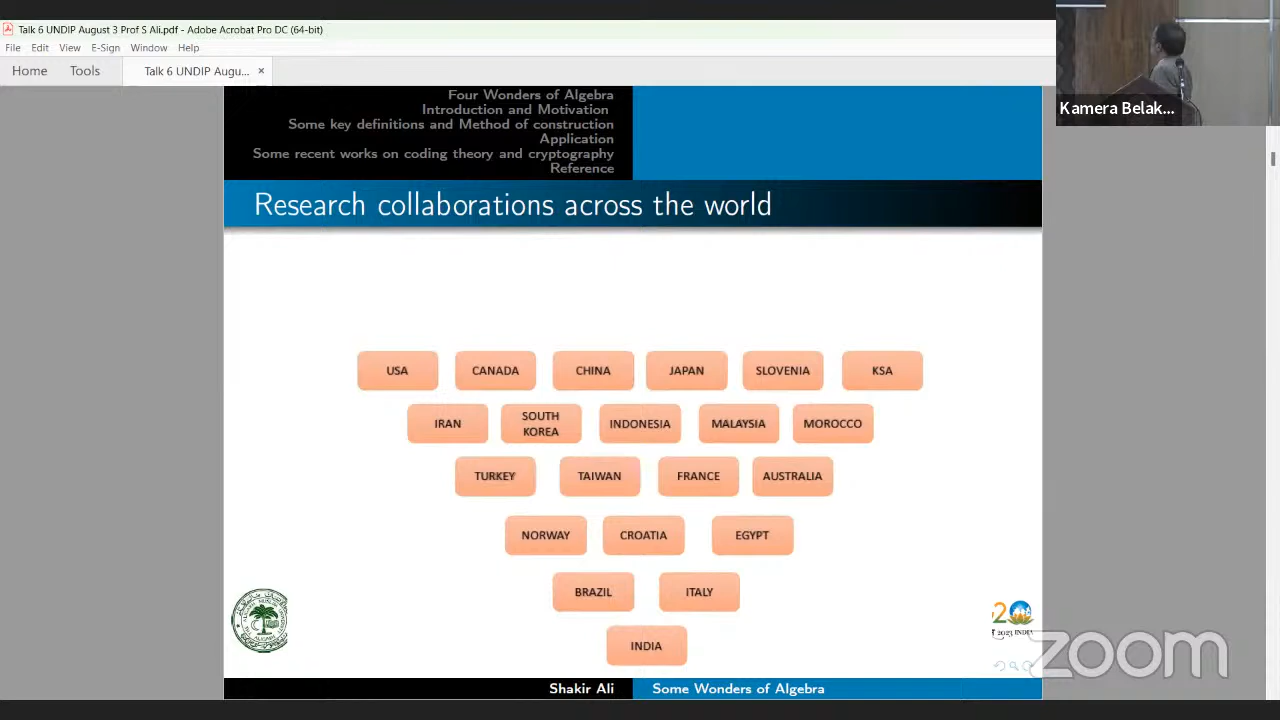 Talk 6 UNDIP August 3 Prof S Ali.pdf - Adobe Acrobat Pro DC (64-bit)
File Edit View E-Sign Window Help
Home Tools Talk 6 UNDIP Augu... ×
Kamera Belak...
Four Wonders of Algebra
Introduction and Motivation
Some key definitions and Method of construction
Application
Some recent works on coding theory and cryptography
Reference
Research collaborations across the world
USA CANADA CHINA JAPAN SLOVENIA KSA
IRAN SOUTH KOREA INDONESIA MALAYSIA MOROCCO
TURKEY TAIWAN FRANCE AUSTRALIA
NORWAY CROATIA EGYPT
BRAZIL ITALY
INDIA
2023 INDIA
zoom
Shakir Ali Some Wonders of Algebra